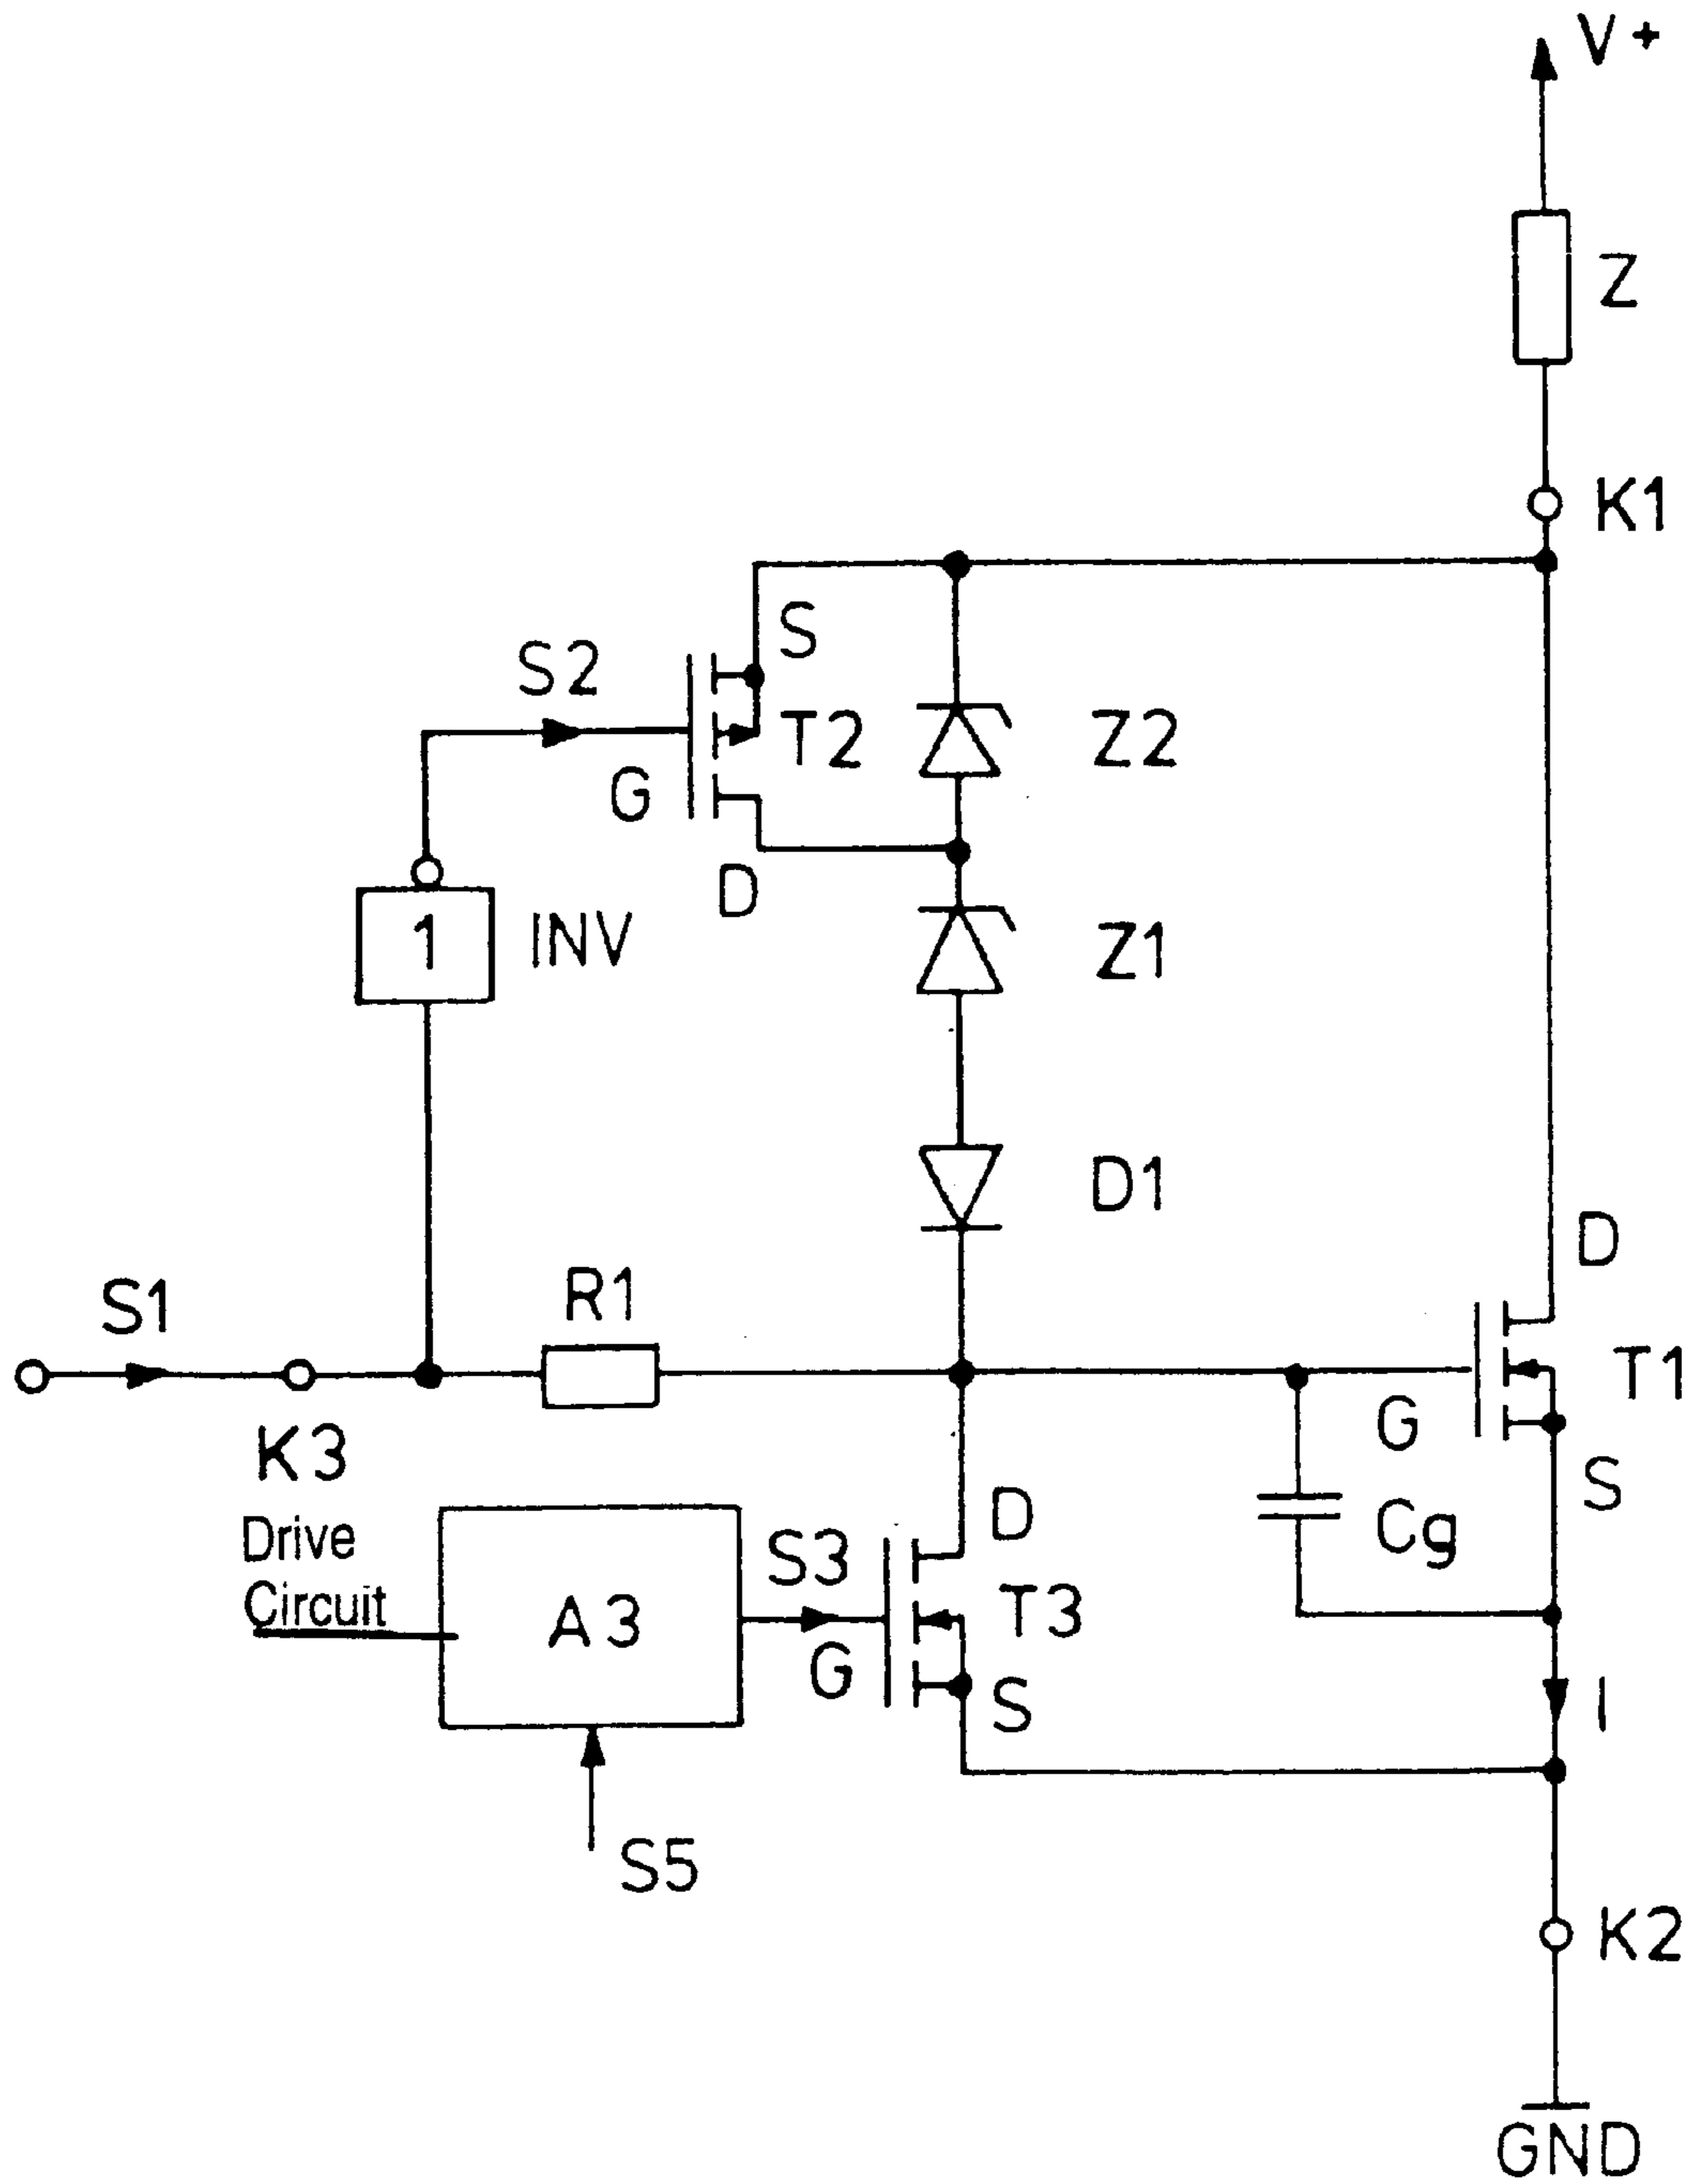 V+
Z
K1
S
S2
T2
Z2
G
D
1
INV
Z1
D1
D
S1
R1
T1
G
K3
S
D
Cg
Drive
Circuit
S3
A3
T3
G
S
I
S5
K2
GND